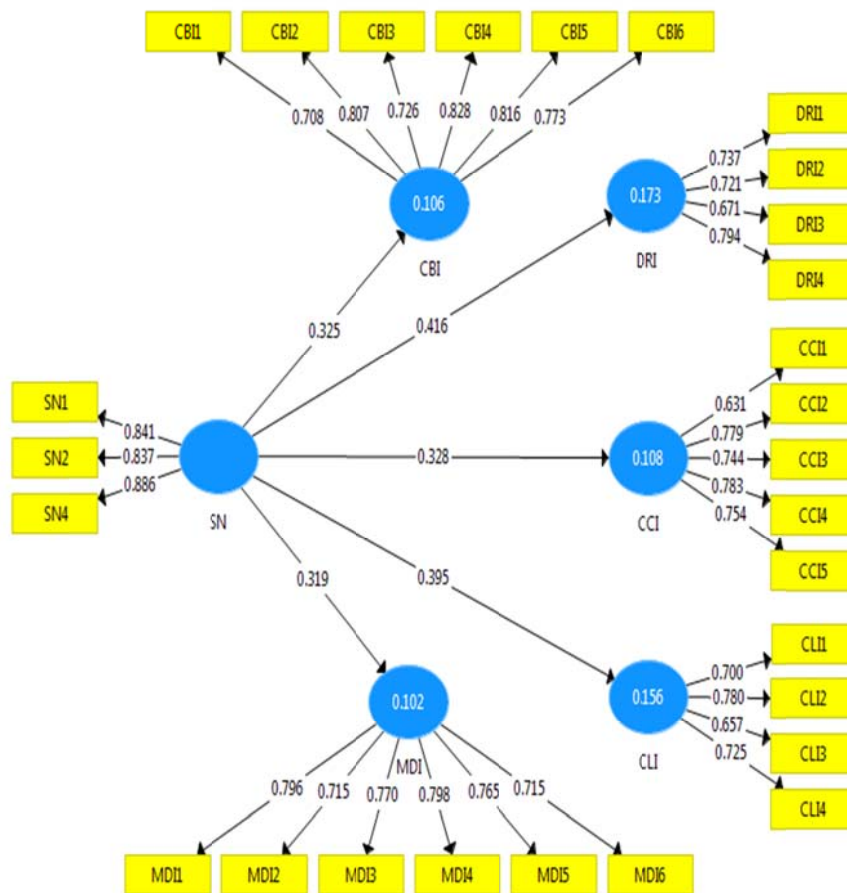 CBI1 CBI2 CBI3 CBI4 CBI5 CBI6
0.708 0.807 0.726 0.828 0.816 0.773
0.106
CBI
DRI1
DRI2
DRI3
DRI4
0.737
0.721
0.671
0.794
0.173
DRI
0.325
0.416
SN1
SN2
SN4
0.841
0.837
0.886
SN
0.328
0.108
CCI
0.631
0.779
0.744
0.783
0.754
CCI1
CCI2
CCI3
CCI4
CCI5
0.319
0.395
0.102
MDI
0.156
CLI
0.700
0.780
0.657
0.725
CLI1
CLI2
CLI3
CLI4
0.796 0.715 0.770 0.798 0.765 0.715
MDI1 MDI2 MDI3 MDI4 MDI5 MDI6